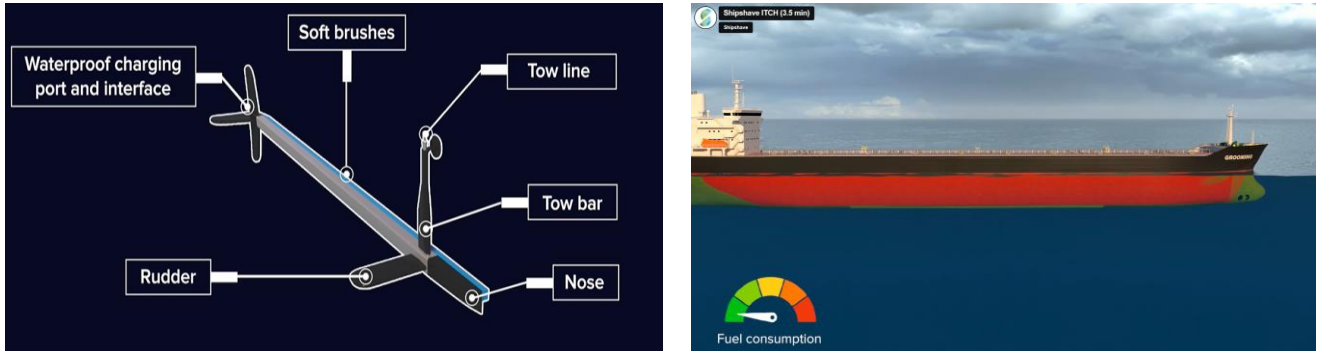 Soft brushes
Waterproof charging
port and interface
Tow line
Tow bar
Rudder
Nose
Shipshave ITCH (3.5 min)
Shipshave
GROOMING
Fuel consumption